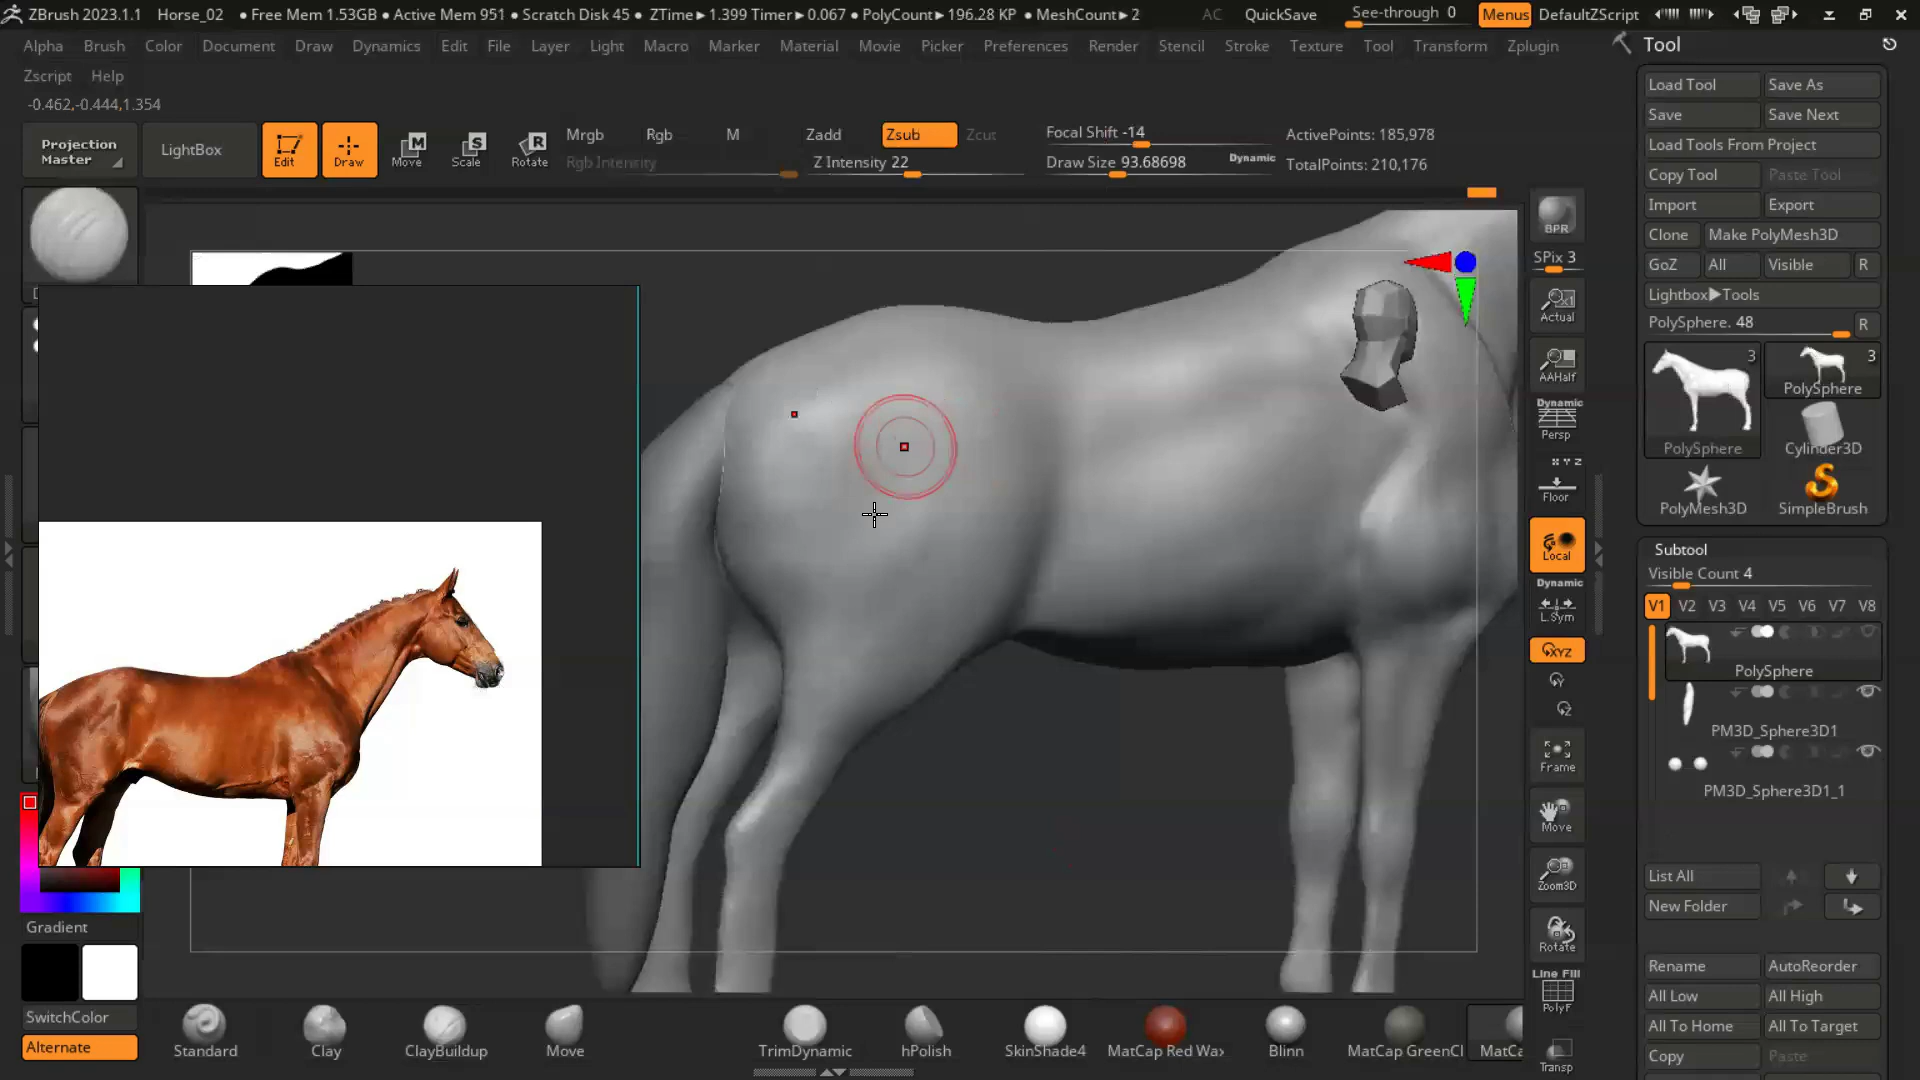 ZBrush 2023.1.1 Horse_02 • Free Mem 1.53GB • Active Mem 951 • Scratch Disk 45 • ZTime▶1.399 Timer▶0.067 • PolyCount▶196.28 KP • MeshCount▶2 AC QuickSave See-through 0 Menus DefaultZScript
Alpha Brush Color Document Draw Dynamics Edit File Layer Light Macro Marker Material Movie Picker Preferences Render Stencil Stroke Texture Tool Transform Zplugin
Zscript Help
-0.462,-0.444,1.354
Projection
Master
LightBox
Edit
Draw
Move
Scale
Rotate
Mrgb Rgb M
Rgb Intensity
Zadd Zsub Zcut
Z Intensity 22
Focal Shift -14
Draw Size 93.68698 Dynamic
ActivePoints: 185,978
TotalPoints: 210,176
BPR
SPix 3
Actual
AAHalf
Dynamic
Persp
X Y Z
Floor
Local
Dynamic
L.Sym
XYZ
Y
Z
Frame
Move
Zoom3D
Rotate
Line Fill
PolyF
Transp
Tool
Load Tool Save As
Save Save Next
Load Tools From Project
Copy Tool Paste Tool
Import Export
Clone Make PolyMesh3D
GoZ All Visible R
Lightbox▶Tools
PolySphere. 48 R
3 3
PolySphere
PolySphere Cylinder3D
PolyMesh3D SimpleBrush
Subtool
Visible Count 4
V1 V2 V3 V4 V5 V6 V7 V8
PolySphere
PM3D_Sphere3D1
PM3D_Sphere3D1_1
List All
New Folder
Rename AutoReorder
All Low All High
All To Home All To Target
Copy Paste
Gradient
SwitchColor
Alternate
Standard Clay ClayBuildup Move TrimDynamic hPolish SkinShade4 MatCap Red Wax Blinn MatCap GreenCl MatCa